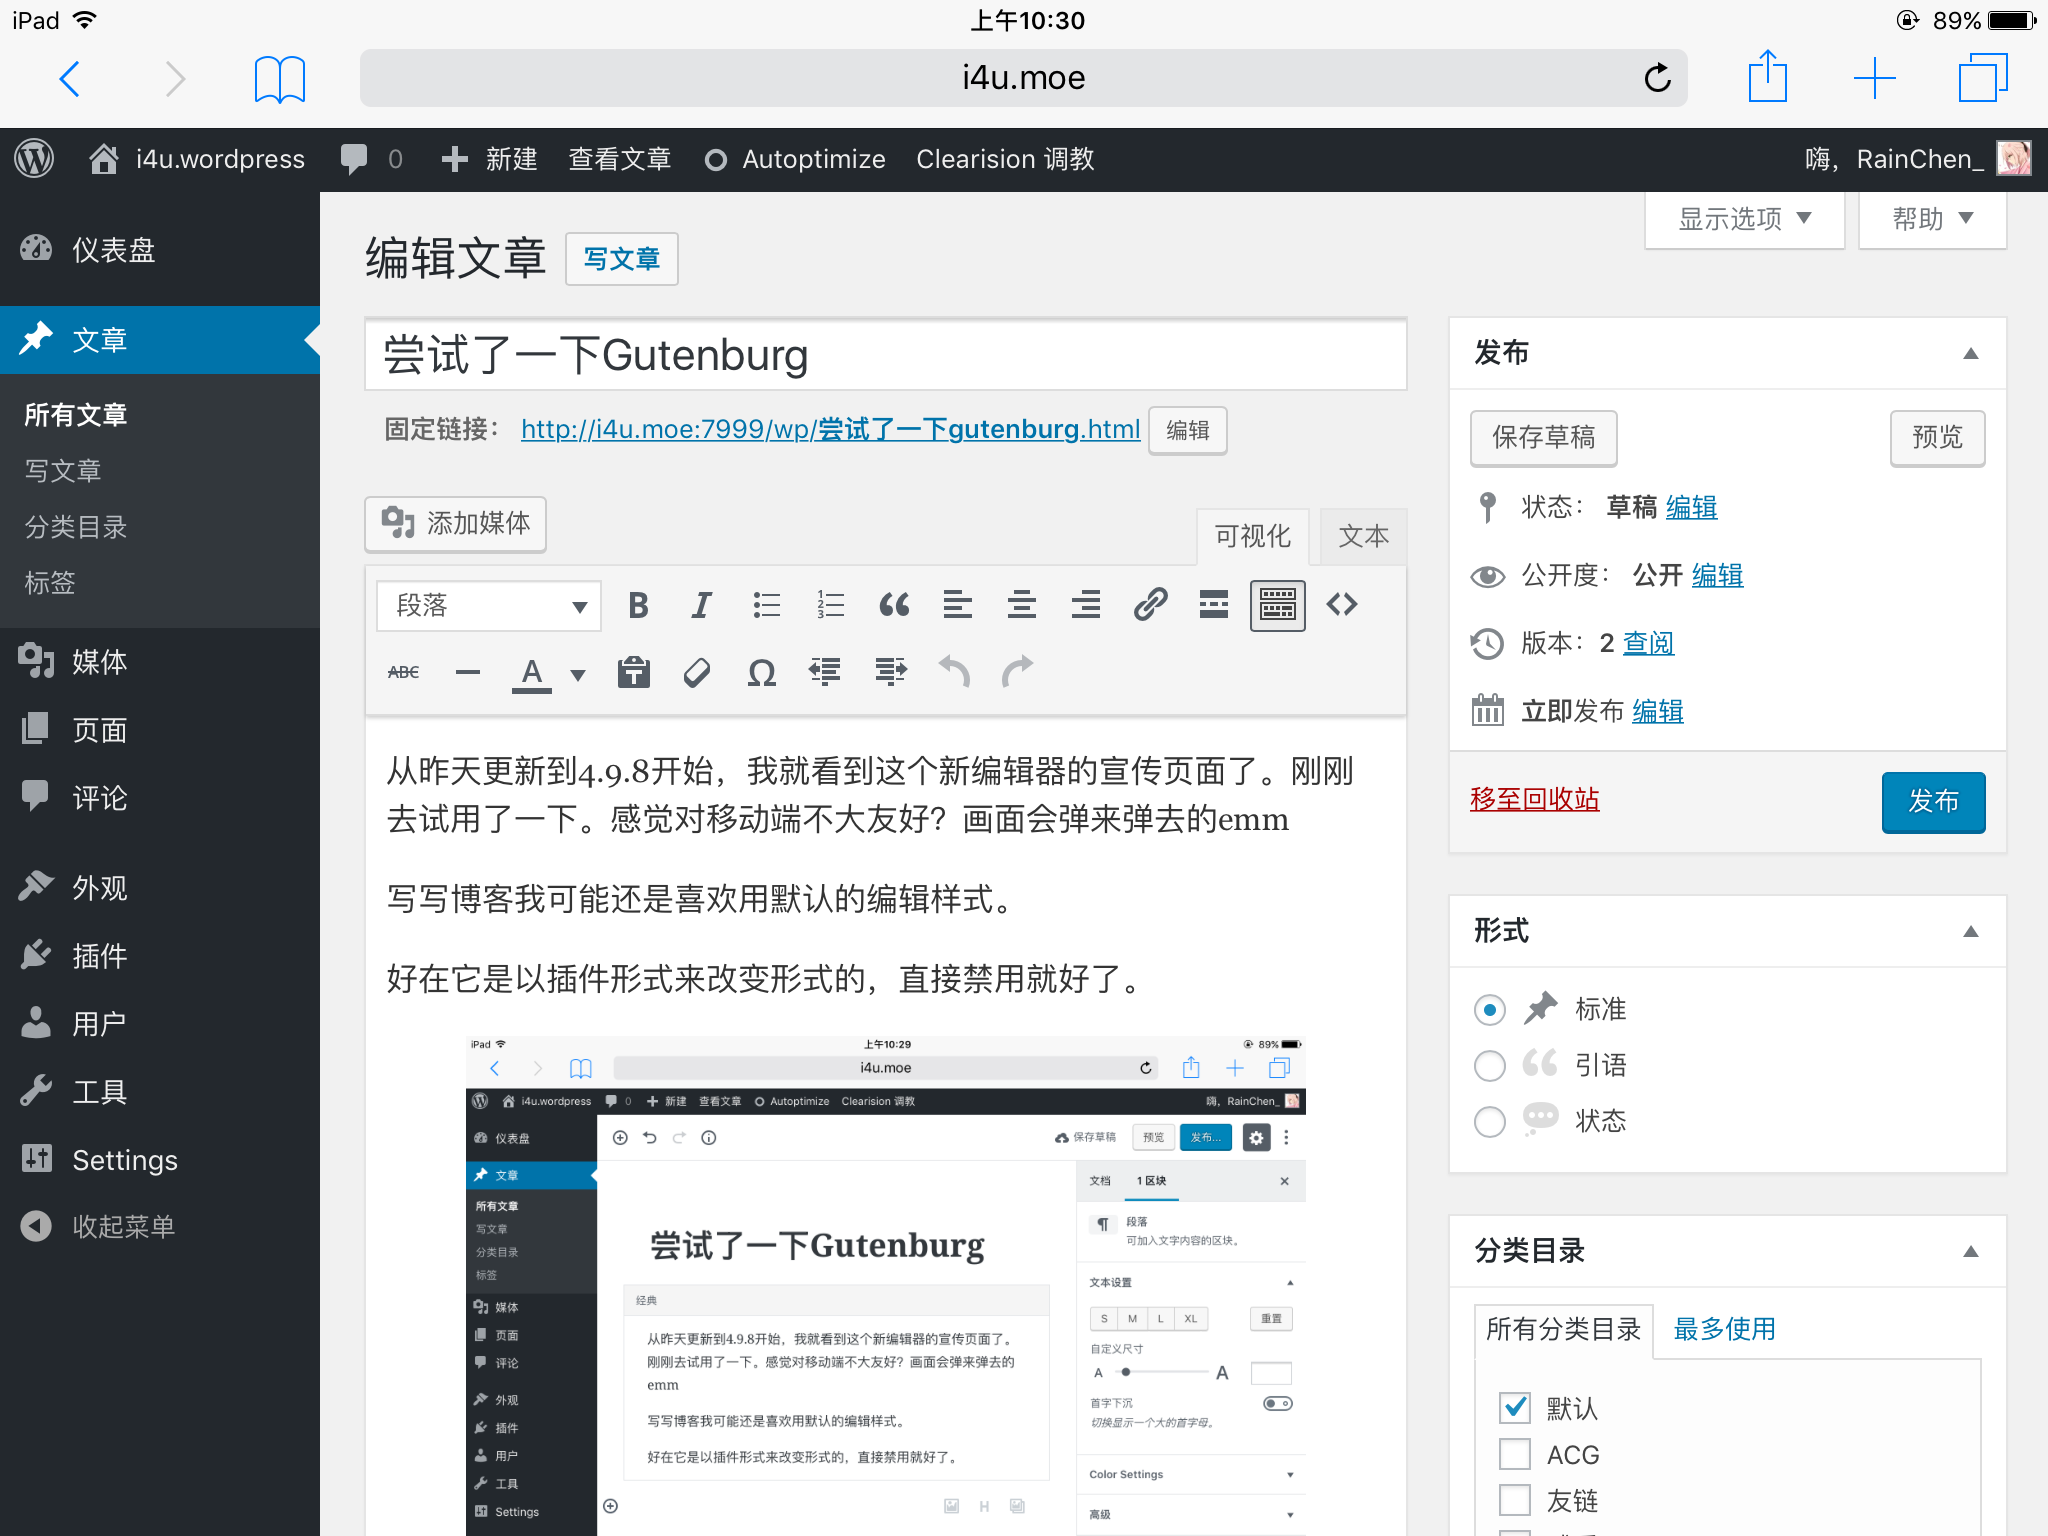 iPad 上午10:30 89%
i4u.moe
i4u.wordpress 0 新建 查看文章 Autoptimize Clearision 调教 嗨，RainChen_
显示选项 帮助
仪表盘
文章
所有文章
写文章
分类目录
标签
媒体
页面
评论
外观
插件
用户
工具
Settings
收起菜单
编辑文章 写文章
尝试了一下Gutenburg
固定链接： http://i4u.moe:7999/wp/尝试了一下gutenburg.html 编辑
添加媒体
可视化 文本
段落 B I
ABC A Ω
从昨天更新到4.9.8开始，我就看到这个新编辑器的宣传页面了。刚刚
去试用了一下。感觉对移动端不大友好？画面会弹来弹去的emm
写写博客我可能还是喜欢用默认的编辑样式。
好在它是以插件形式来改变形式的，直接禁用就好了。
iPad 上午10:29 89%
i4u.moe
i4u.wordpress 0 新建 查看文章 Autoptimize Clearision 调教 嗨，RainChen_
仪表盘
文章
所有文章
写文章
分类目录
标签
媒体
页面
评论
外观
插件
用户
工具
Settings
保存草稿 预览 发布...
尝试了一下Gutenburg
经典
从昨天更新到4.9.8开始，我就看到这个新编辑器的宣传页面了。
刚刚去试用了一下。感觉对移动端不大友好？画面会弹来弹去的
emm
写写博客我可能还是喜欢用默认的编辑样式。
好在它是以插件形式来改变形式的，直接禁用就好了。
H
文档 1 区块
段落
可加入文字内容的区块。
文本设置
S M L XL 重置
自定义尺寸
A A
首字下沉
切换显示一个大的首字母。
Color Settings
高级
发布
保存草稿 预览
状态： 草稿 编辑
公开度： 公开 编辑
版本：2 查阅
立即发布 编辑
移至回收站 发布
形式
标准
引语
状态
分类目录
所有分类目录 最多使用
默认
ACG
友链